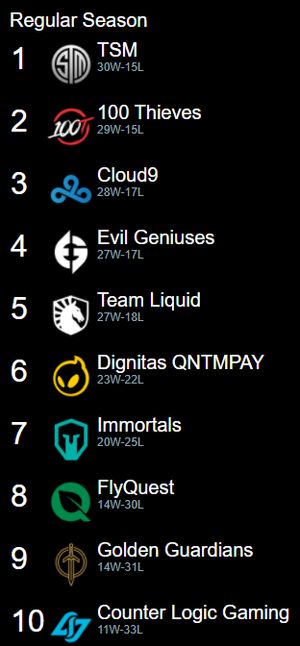 Regular Season
1
TSM
30W-15L
2
100 Thieves
29W-15L
3
Cloud9
28W-17L
4
Evil Geniuses
27W-17L
5
Team Liquid
27W-18L
6
Dignitas QNTMPAY
23W-22L
7
Immortals
20W-25L
8
FlyQuest
14W-30L
9
Golden Guardians
14W-31L
10
Counter Logic Gaming
11W-33L